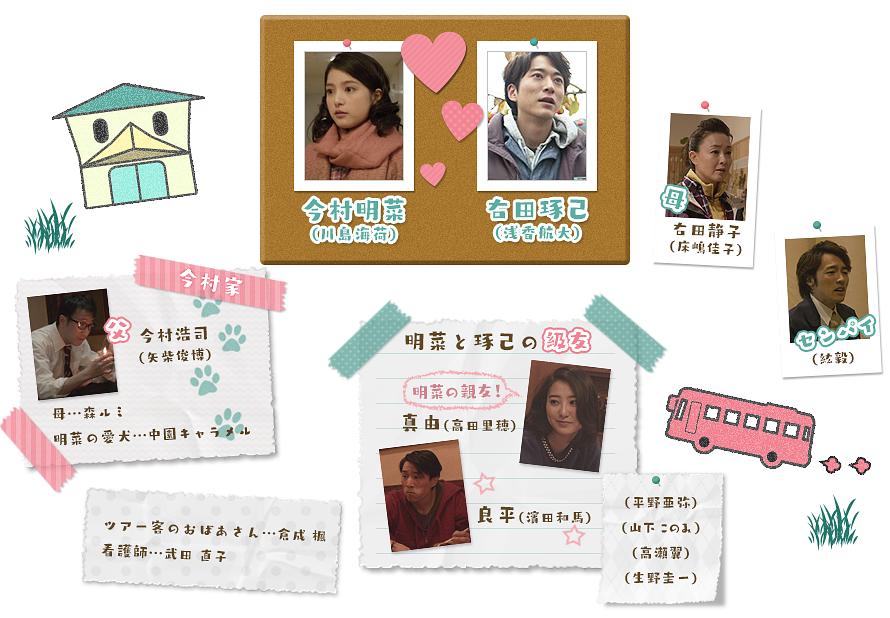 今村明菜
(川島海荷)
右田琢己
(浅香航大)
母
右田静子
(床嶋佳子)
センパイ
(絃毅)
今村家
父
今村浩司
(矢柴俊博)
母…森ルミ
明菜の愛犬…中園キャラメル
明菜と琢己の級友
明菜の親友!
真由(高田里穂)
良平(濱田和馬)
(平野亜弥)
(山下 このみ)
(高瀬翼)
(生野圭一)
ツアー客のおばあさん…倉成 楓
看護師…武田 直子